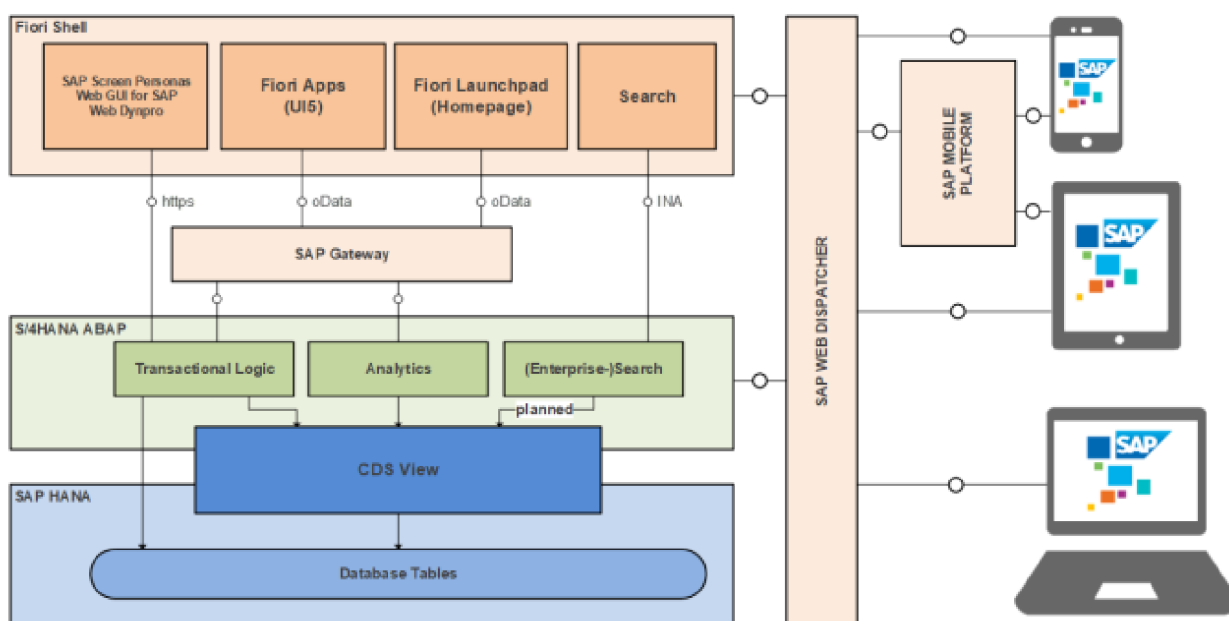 Fiori Shell
SAP Screen Personas
Web GUI for SAP
Web Dynpro
Fiori Apps
(UI5)
Fiori Launchpad
(Homepage)
Search
https
oData
oData
INA
SAP Gateway
S/4HANA ABAP
Transactional Logic
Analytics
(Enterprise-)Search
planned
CDS View
SAP HANA
Database Tables
SAP WEB DISPATCHER
SAP MOBILE
PLATFORM
SAP
SAP
SAP